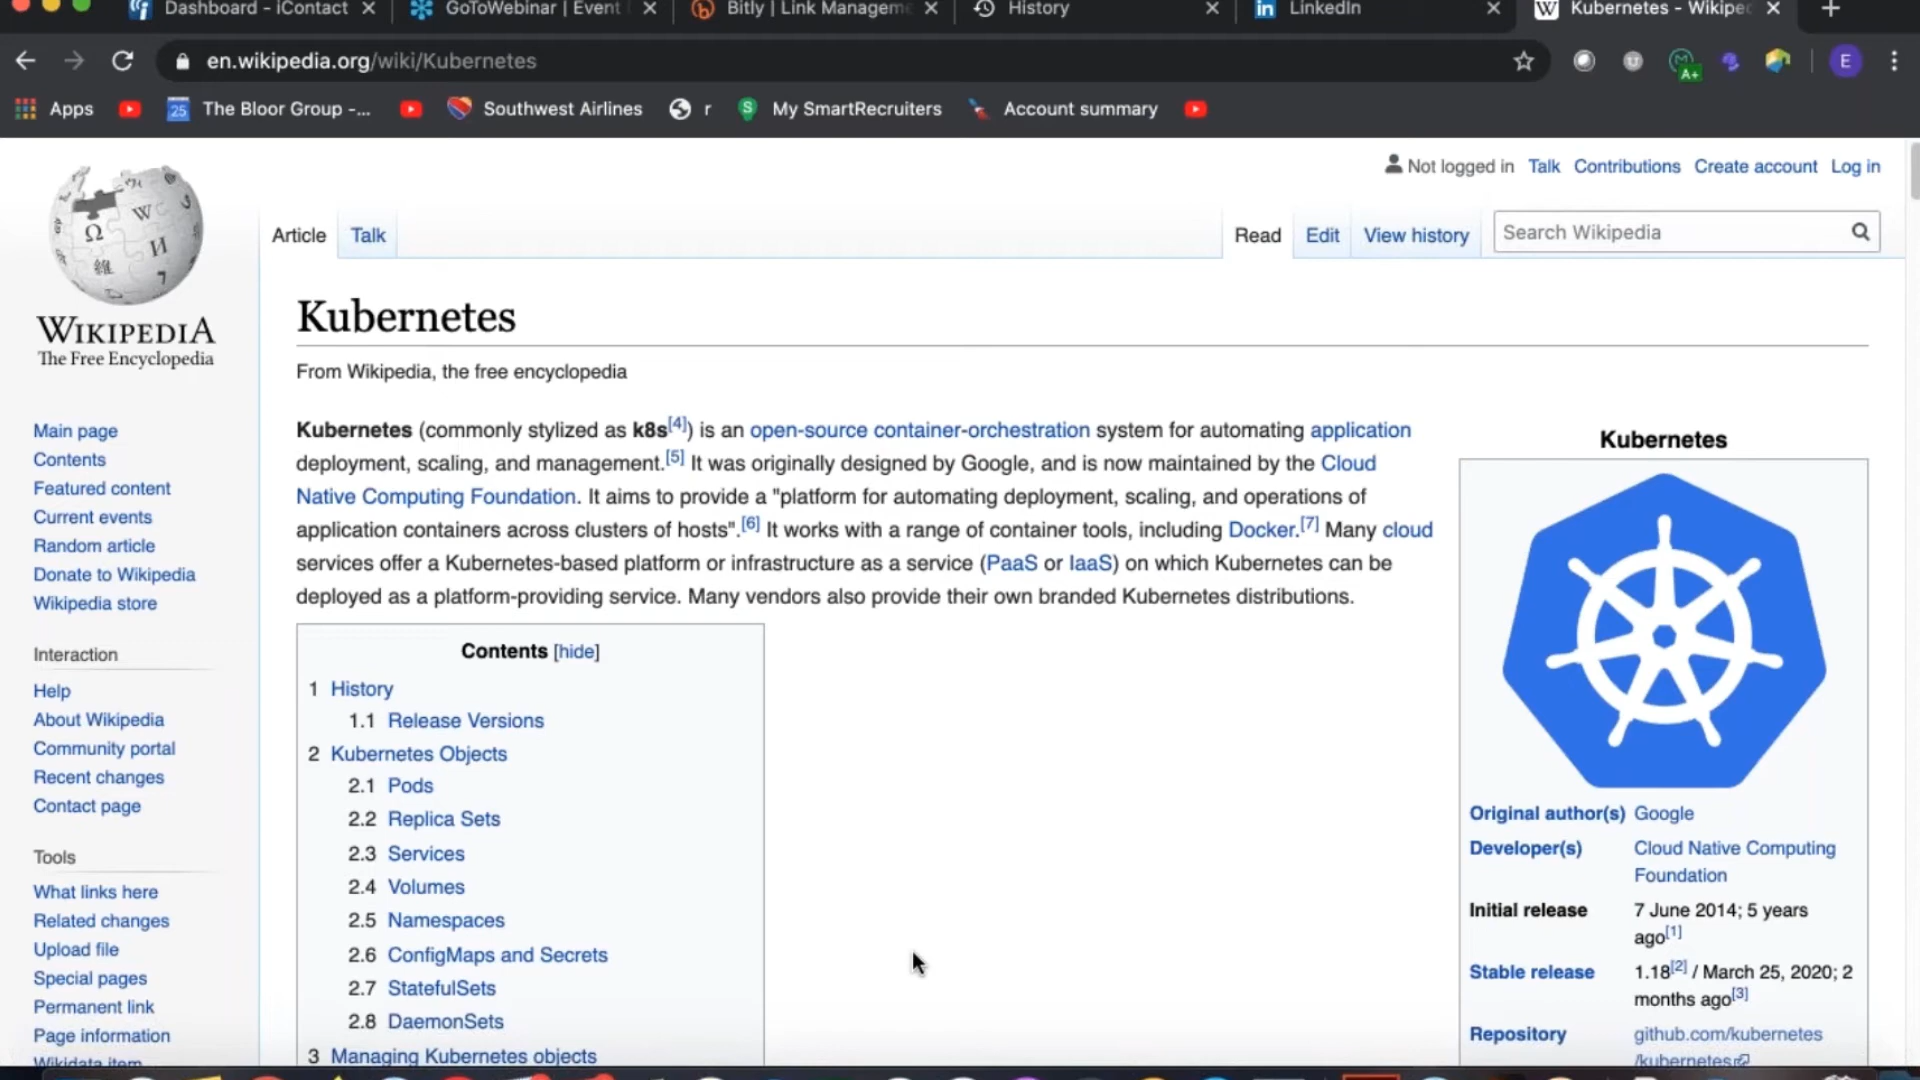 Dashboard - iContact
GoToWebinar | Event
Bitly | Link Manageme
History
LinkedIn
Kubernetes - Wikiped
en.wikipedia.org/wiki/Kubernetes
A+
E
Apps
25
The Bloor Group -...
Southwest Airlines
r
S
My SmartRecruiters
Account summary
Not logged in Talk Contributions Create account Log in
WIKIPEDIA
The Free Encyclopedia
Article
Talk
Read
Edit
View history
Search Wikipedia
Main page
Contents
Featured content
Current events
Random article
Donate to Wikipedia
Wikipedia store
Interaction
Help
About Wikipedia
Community portal
Recent changes
Contact page
Tools
What links here
Related changes
Upload file
Special pages
Permanent link
Page information
Wikidata item
Kubernetes
From Wikipedia, the free encyclopedia
Kubernetes (commonly stylized as k8s[4]) is an open-source container-orchestration system for automating application
deployment, scaling, and management.[5] It was originally designed by Google, and is now maintained by the Cloud
Native Computing Foundation. It aims to provide a "platform for automating deployment, scaling, and operations of
application containers across clusters of hosts".[6] It works with a range of container tools, including Docker.[7] Many cloud
services offer a Kubernetes-based platform or infrastructure as a service (PaaS or IaaS) on which Kubernetes can be
deployed as a platform-providing service. Many vendors also provide their own branded Kubernetes distributions.
Contents [hide]
1 History
1.1 Release Versions
2 Kubernetes Objects
2.1 Pods
2.2 Replica Sets
2.3 Services
2.4 Volumes
2.5 Namespaces
2.6 ConfigMaps and Secrets
2.7 StatefulSets
2.8 DaemonSets
3 Managing Kubernetes objects
Kubernetes
Original author(s) Google
Developer(s) Cloud Native Computing
Foundation
Initial release 7 June 2014; 5 years
ago[1]
Stable release 1.18[2] / March 25, 2020; 2
months ago[3]
Repository github.com/kubernetes
/kubernetes